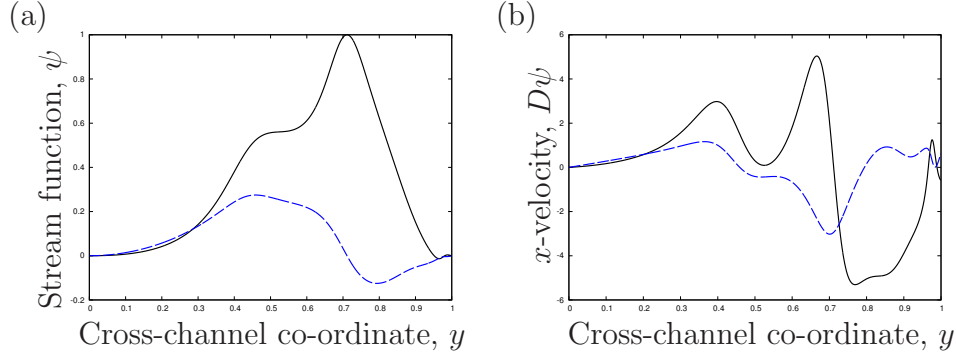 (a)
Stream function, ψ
1
0.8
0.6
0.4
0.2
0
-0.2
0 0.1 0.2 0.3 0.4 0.5 0.6 0.7 0.8 0.9 1
Cross-channel co-ordinate, y
(b)
x-velocity, Dψ
6
4
2
0
-2
-4
-6
0 0.1 0.2 0.3 0.4 0.5 0.6 0.7 0.8 0.9 1
Cross-channel co-ordinate, y